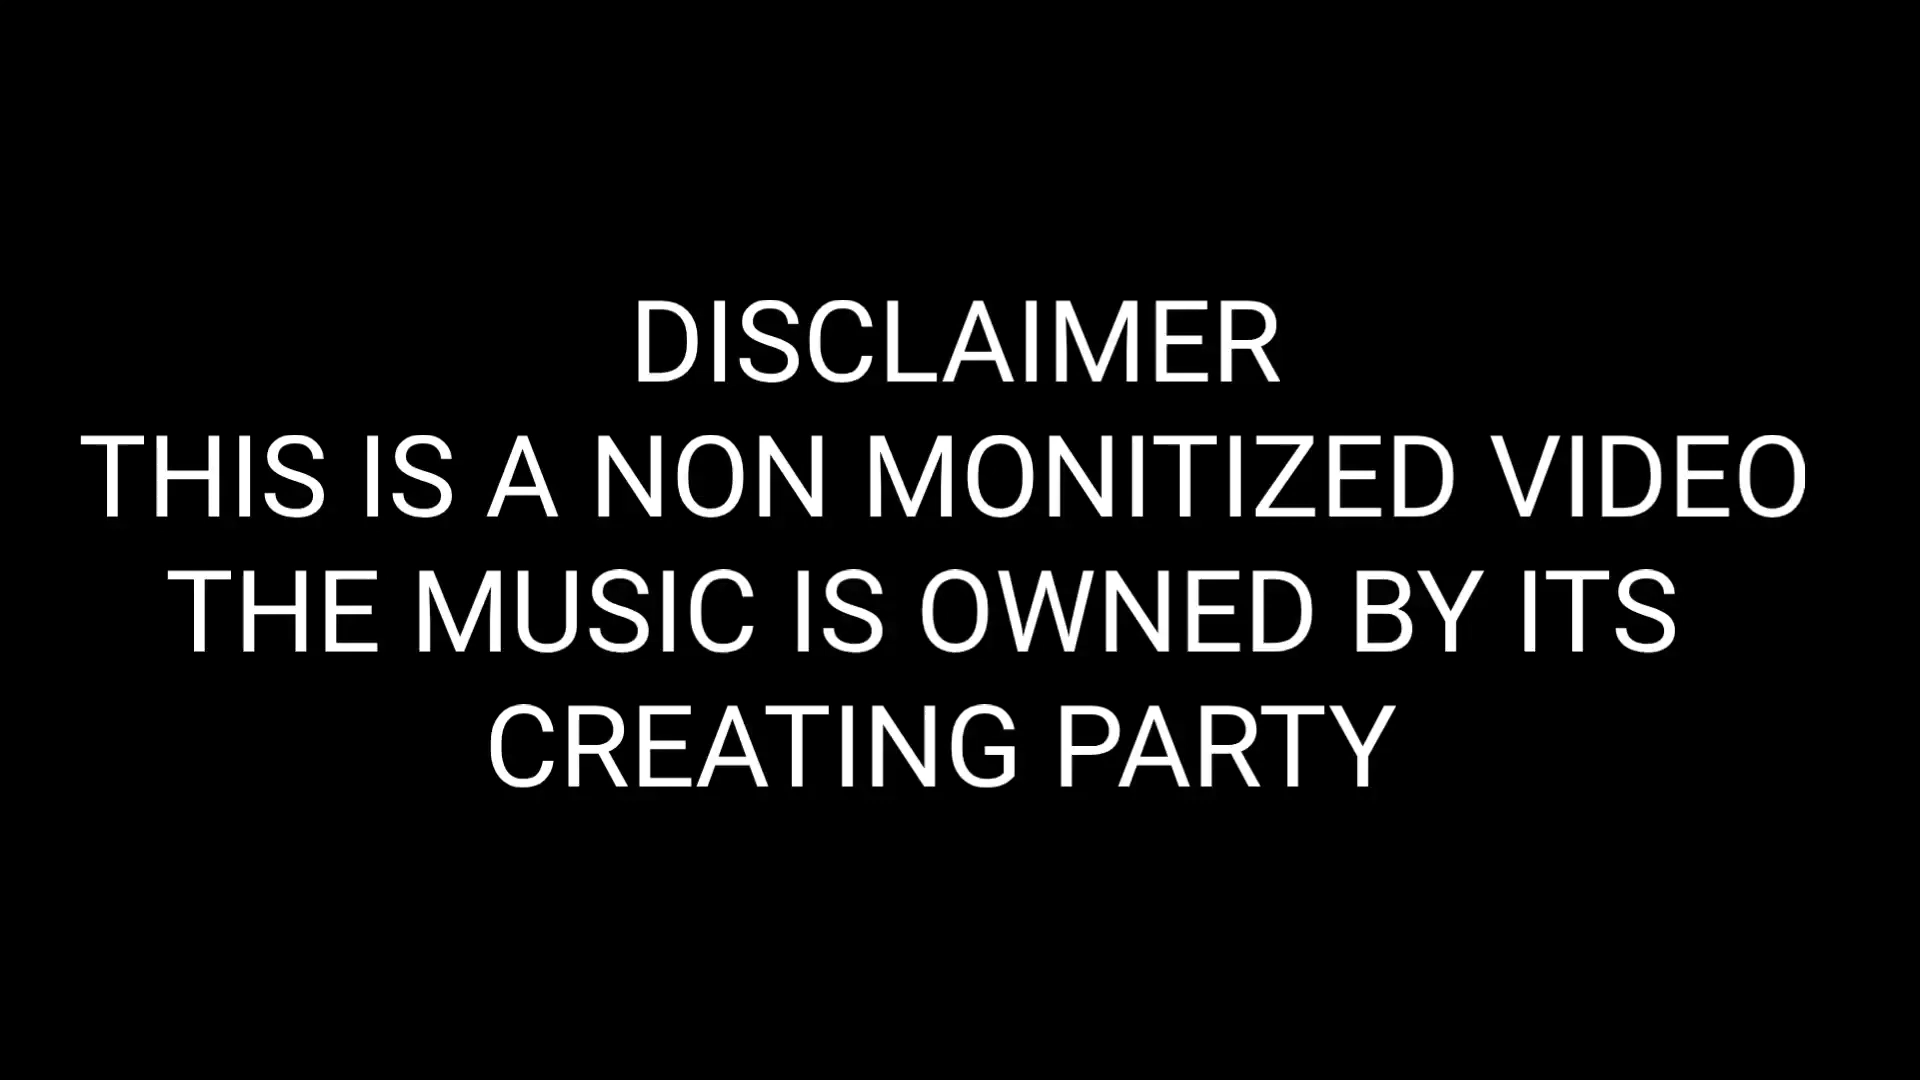 DISCLAIMER
THIS IS A NON MONITIZED VIDEO
THE MUSIC IS OWNED BY ITS
CREATING PARTY